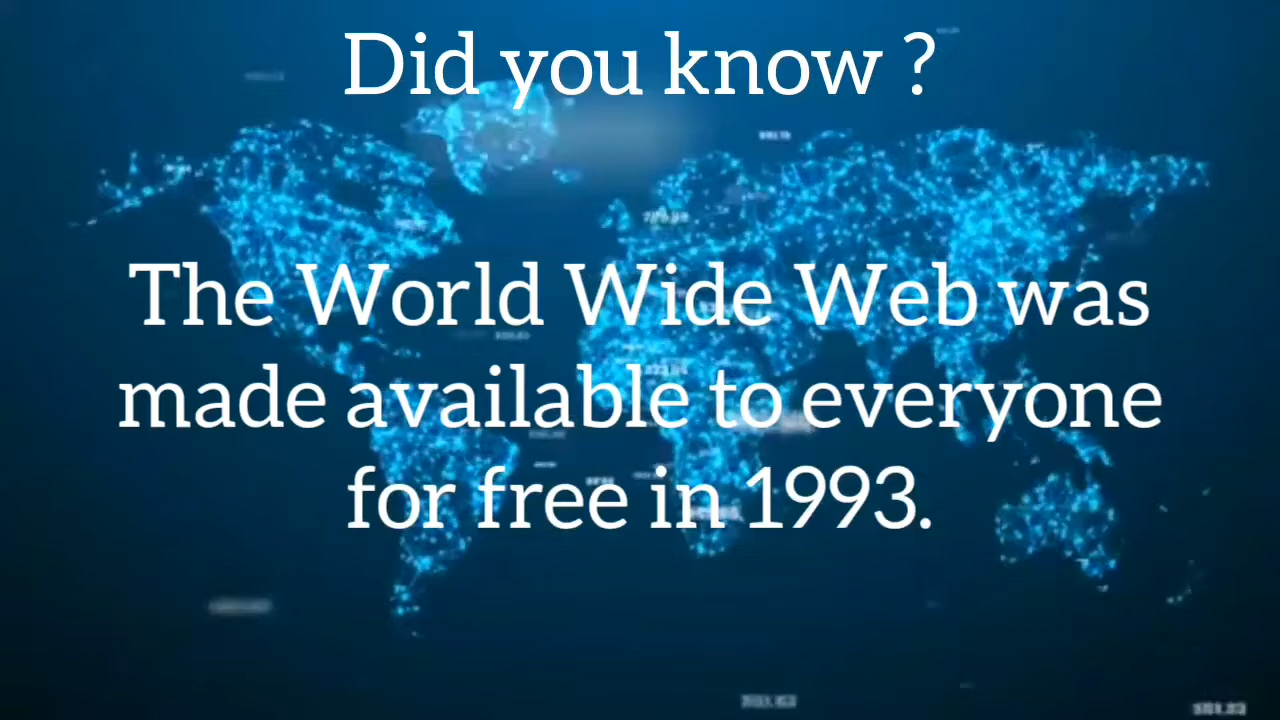 Did you know ?
The World Wide Web was
made available to everyone
for free in 1993.